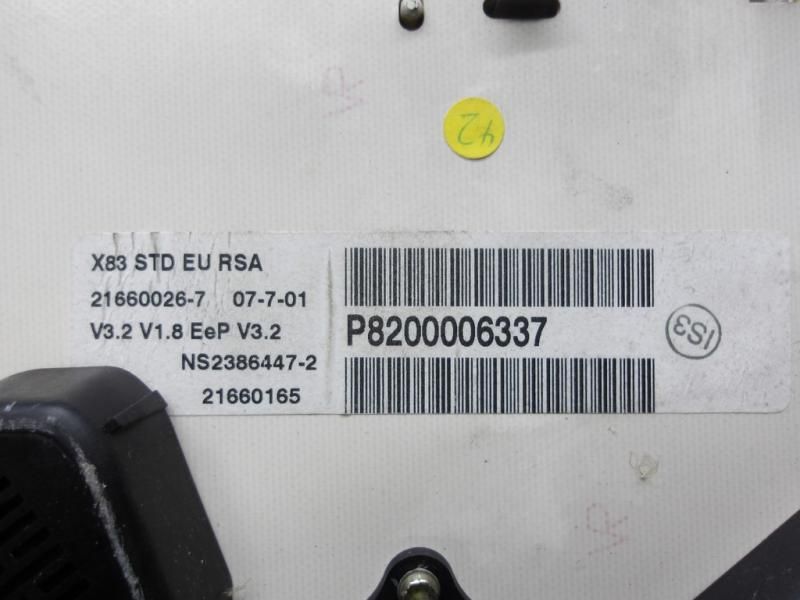 42
X83 STD EU RSA
21660026-7 07-7-01
V3.2 V1.8 EeP V3.2
NS2386447-2
21660165
P8200006337
IS3